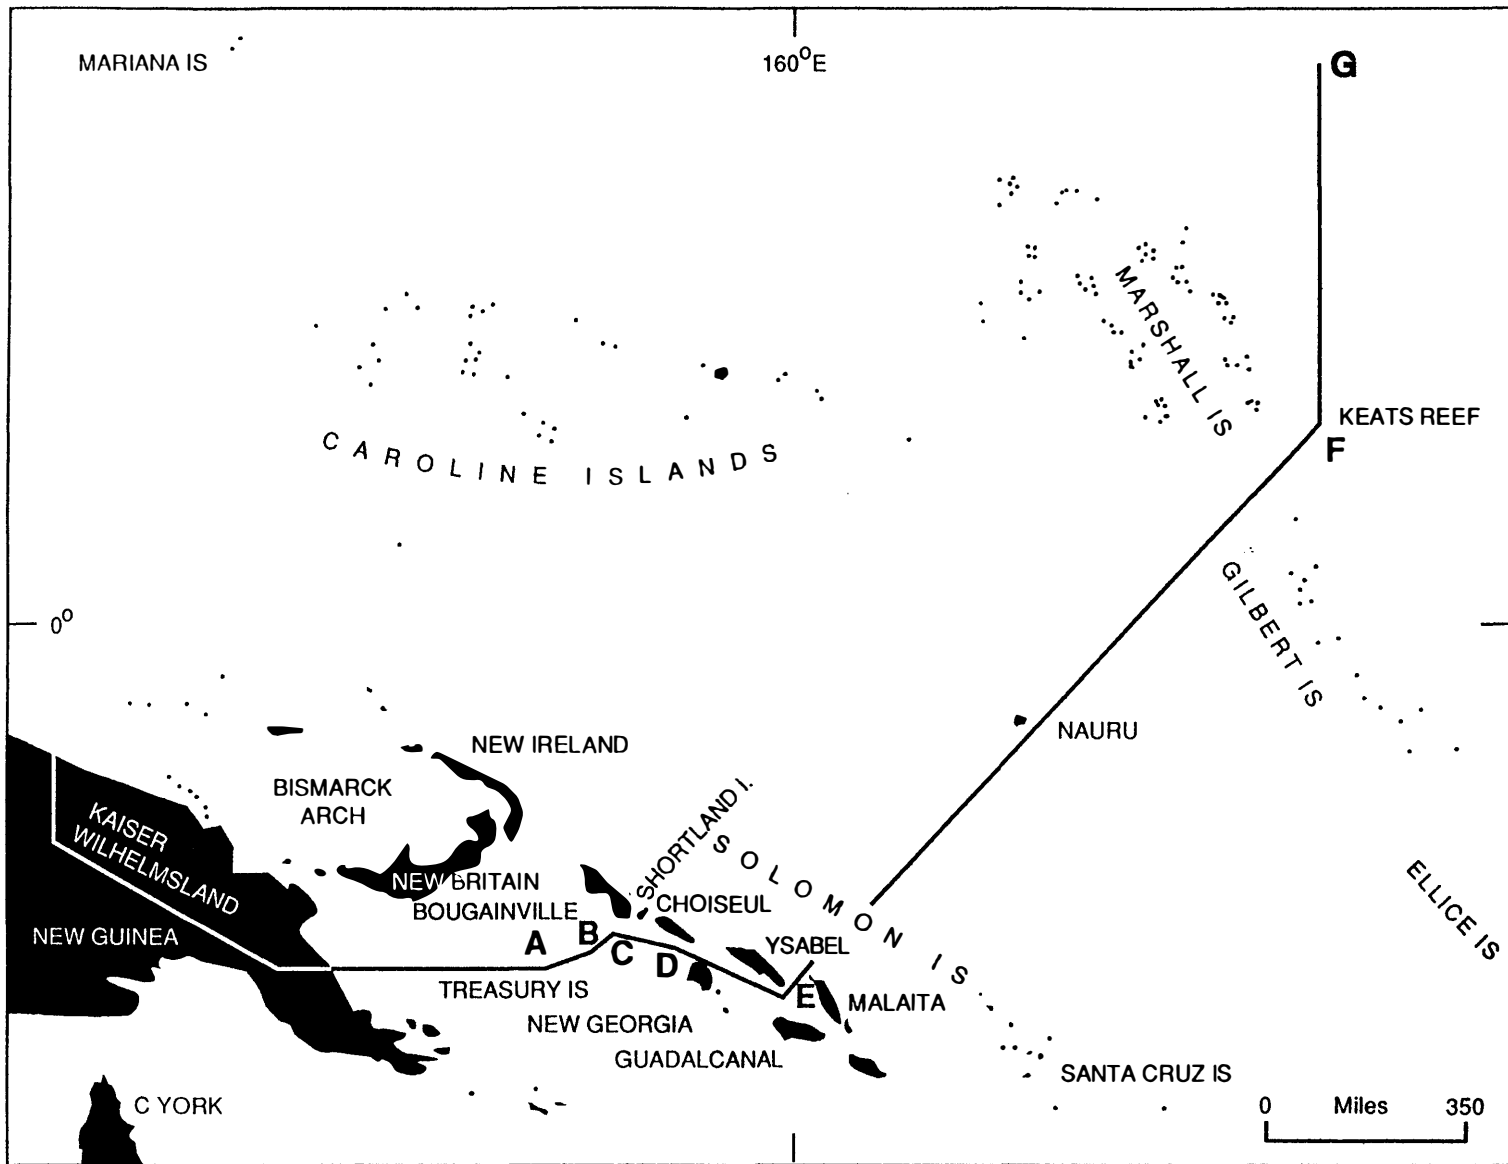 MARIANA IS
160°E
G
MARSHALL IS
KEATS REEF
F
CAROLINE ISLANDS
GILBERT IS
0°
NAURU
NEW IRELAND
BISMARCK
ARCH
SHORTLAND I.
SOLOMON IS
KAISER
WILHELMSLAND
NEW BRITAIN
BOUGAINVILLE
CHOISEUL
ELLICE IS
NEW GUINEA
A
B
C
D
YSABEL
E
TREASURY IS
MALAITA
NEW GEORGIA
GUADALCANAL
SANTA CRUZ IS
C YORK
0 Miles 350